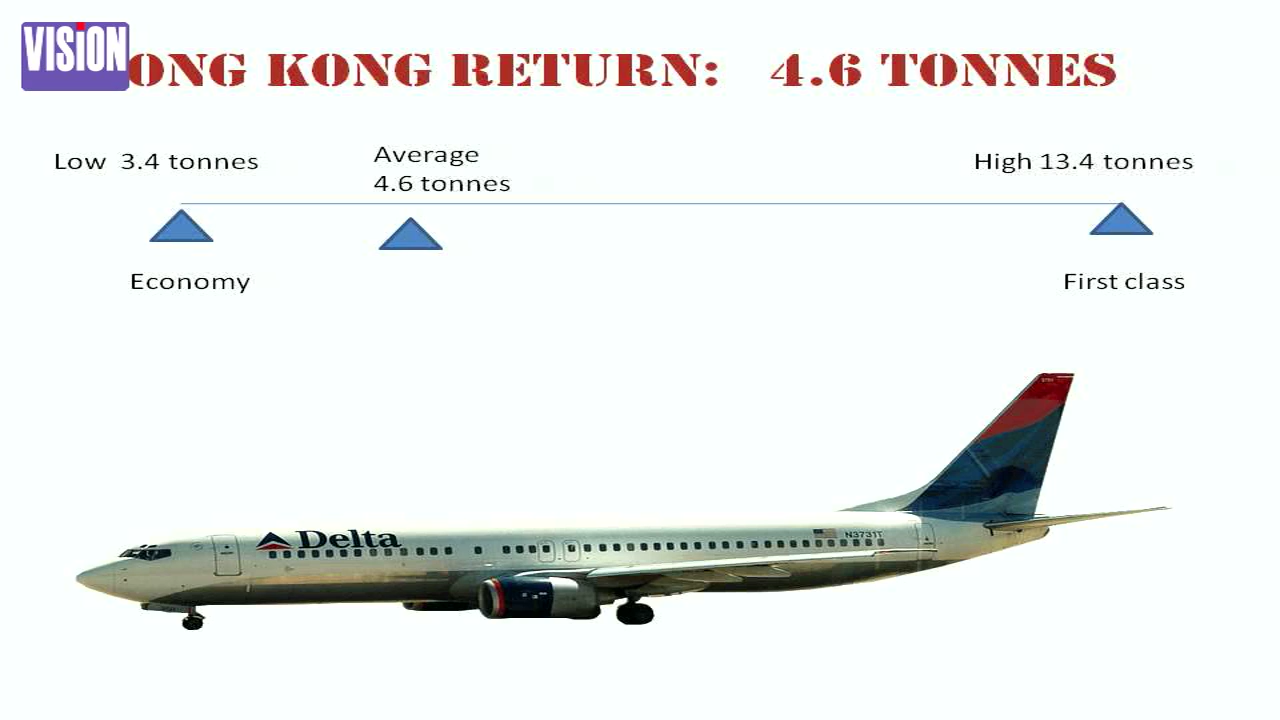 VISION
ONG KONG RETURN: 4.6 TONNES
Low 3.4 tonnes
Average
4.6 tonnes
High 13.4 tonnes
Economy
First class
Delta
N3731T